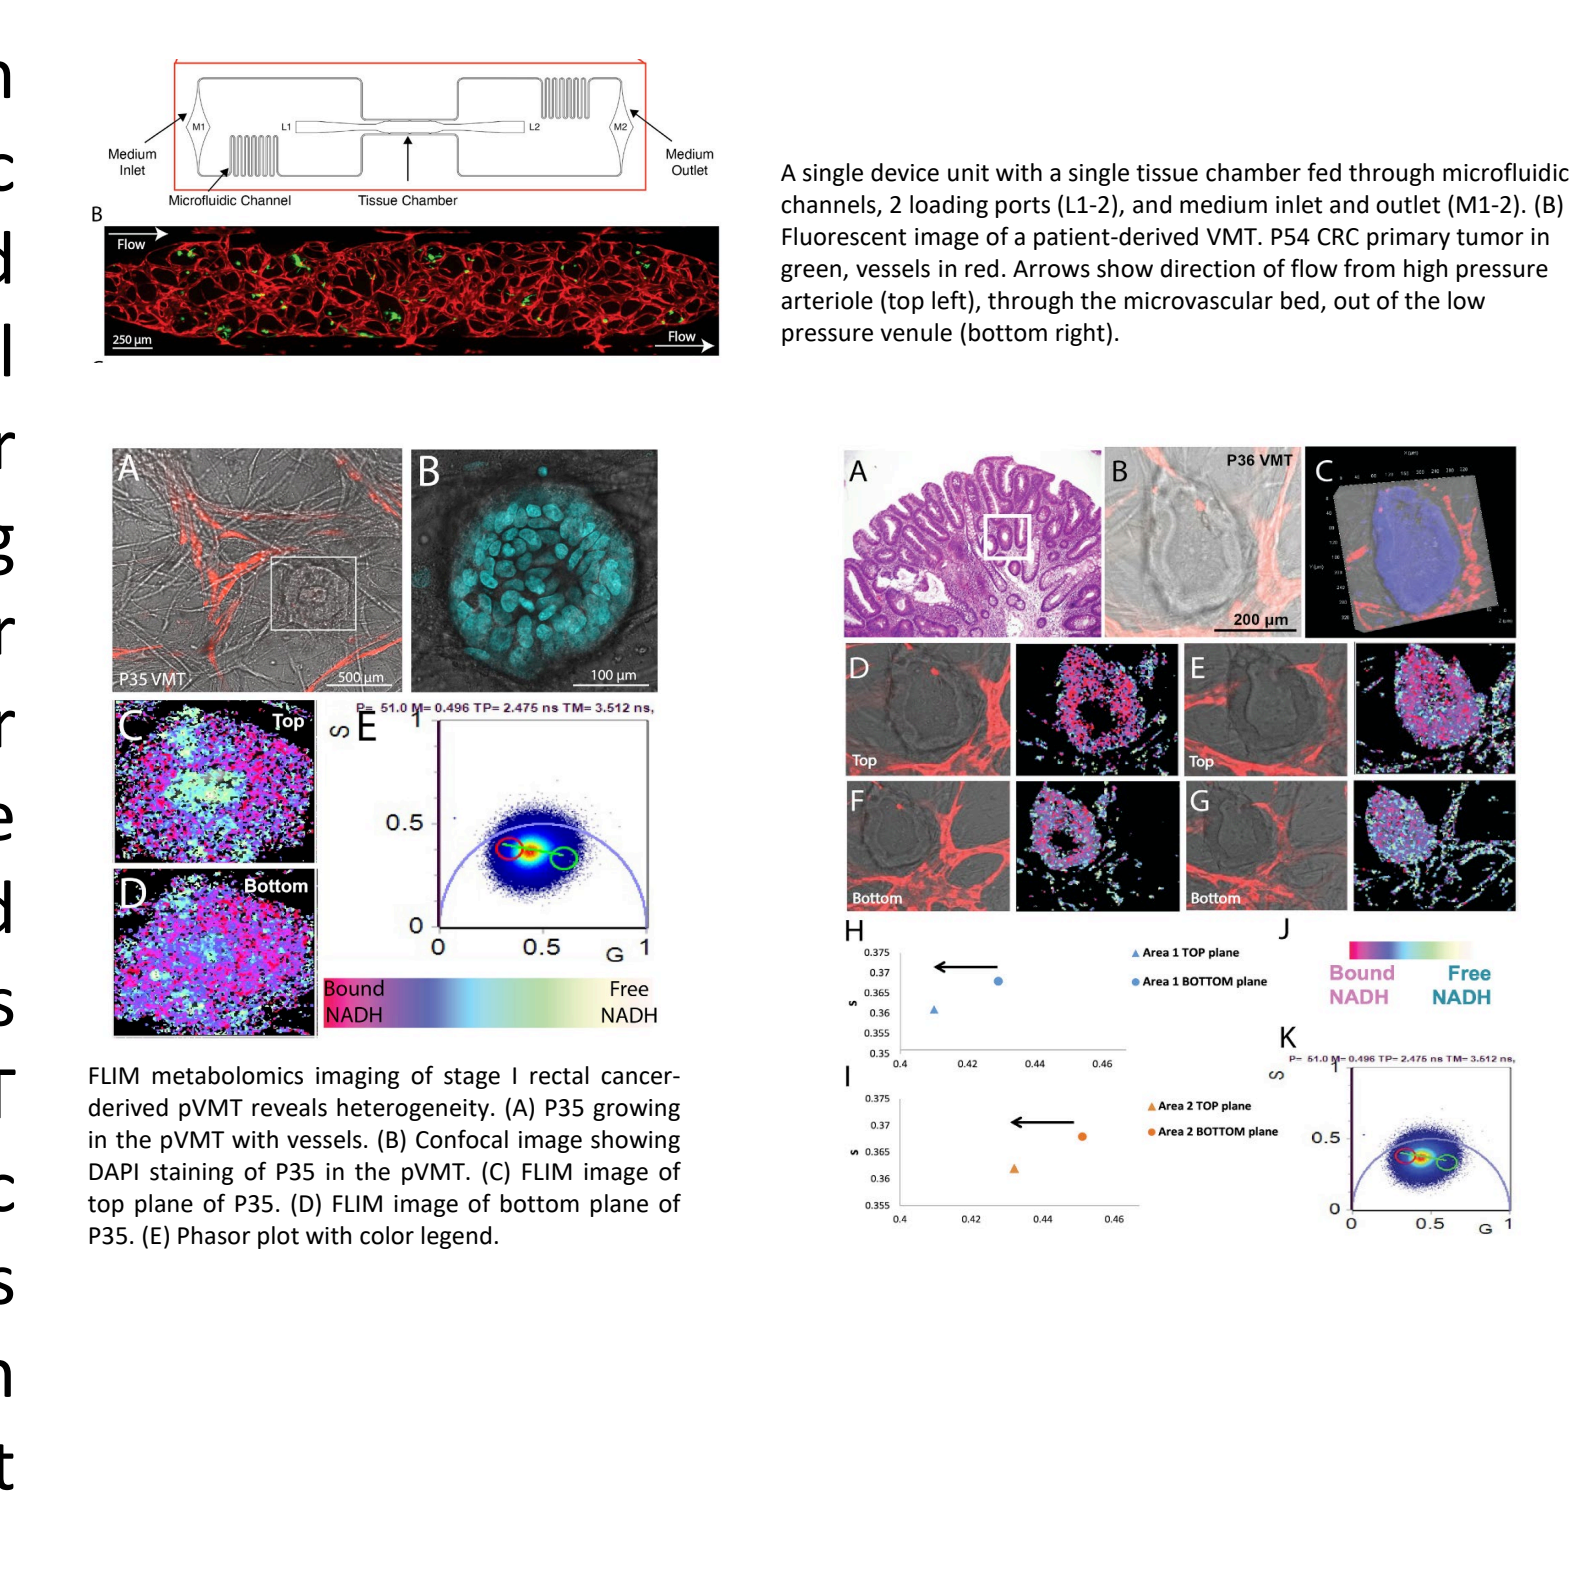 n
c
d
l
r
g
r
r
e
d
s
T
c
s
n
t
M1
L1
L2
M2
Medium
Inlet
Medium
Outlet
Microfluidic Channel
Tissue Chamber
B
Flow
250 µm
Flow
A single device unit with a single tissue chamber fed through microfluidic
channels, 2 loading ports (L1-2), and medium inlet and outlet (M1-2). (B)
Fluorescent image of a patient-derived VMT. P54 CRC primary tumor in
green, vessels in red. Arrows show direction of flow from high pressure
arteriole (top left), through the microvascular bed, out of the low
pressure venule (bottom right).
A
P35 VMT
500 µm
B
100 µm
C
Top
D
Bottom
E
P= 51.0 M= 0.496 TP= 2.475 ns TM= 3.512 ns,
S
1
0.5
0
0
0.5
G
1
Bound
NADH
Free
NADH
FLIM metabolomics imaging of stage I rectal cancer-
derived pVMT reveals heterogeneity. (A) P35 growing
in the pVMT with vessels. (B) Confocal image showing
DAPI staining of P35 in the pVMT. (C) FLIM image of
top plane of P35. (D) FLIM image of bottom plane of
P35. (E) Phasor plot with color legend.
A
B
P36 VMT
200 µm
C
D
Top
E
Top
F
Bottom
G
Bottom
H
0.375
0.37
0.365
0.36
0.355
0.35
s
0.4 0.42 0.44 0.46
Area 1 TOP plane
Area 1 BOTTOM plane
I
0.375
0.37
0.365
0.36
0.355
s
0.4 0.42 0.44 0.46
Area 2 TOP plane
Area 2 BOTTOM plane
J
Bound
NADH
Free
NADH
K
P= 51.0 M= 0.496 TP= 2.475 ns TM= 3.512 ns,
S
1
0.5
0
0
0.5
G
1